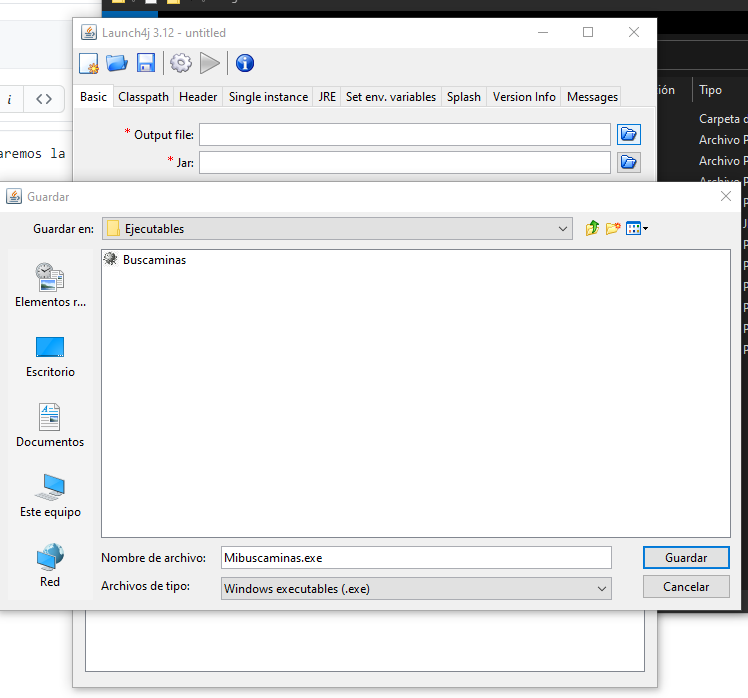 Launch4j 3.12 - untitled
i <>
ión Tipo
Basic Classpath Header Single instance JRE Set env. variables Splash Version Info Messages
Carpeta d
* Output file:
Archivo P
aremos la
* Jar:
Archivo P
Archivo P
Guardar
Guardar en: Ejecutables
Buscaminas
Elementos r...
Escritorio
Documentos
Este equipo
Nombre de archivo: Mibuscaminas.exe Guardar
Red
Archivos de tipo: Windows executables (.exe) Cancelar